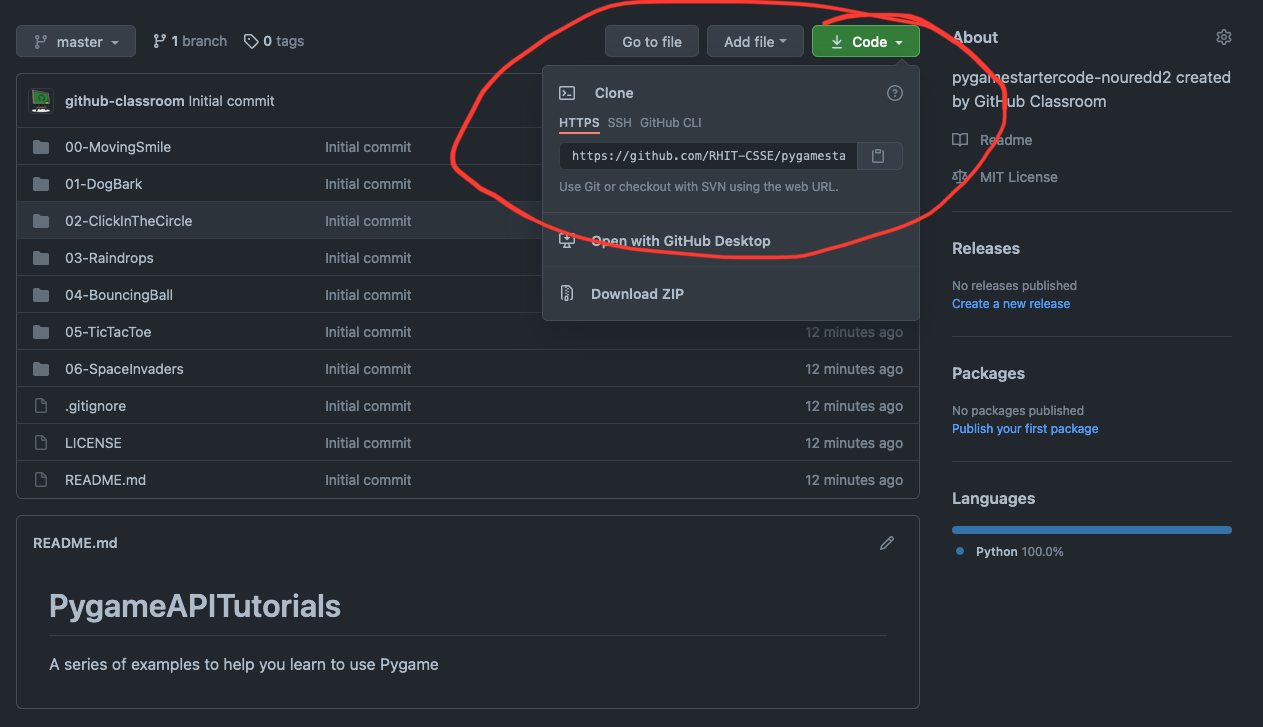 master
1 branch
0 tags
Go to file
Add file
Code
github-classroom Initial commit
Clone
HTTPS SSH GitHub CLI
https://github.com/RHIT-CSSE/pygamesta
Use Git or checkout with SVN using the web URL.
Open with GitHub Desktop
Download ZIP
00-MovingSmile Initial commit
01-DogBark Initial commit
02-ClickInTheCircle Initial commit
03-Raindrops Initial commit
04-BouncingBall Initial commit
05-TicTacToe Initial commit 12 minutes ago
06-SpaceInvaders Initial commit 12 minutes ago
.gitignore Initial commit 12 minutes ago
LICENSE Initial commit 12 minutes ago
README.md Initial commit 12 minutes ago
README.md
PygameAPITutorials
A series of examples to help you learn to use Pygame
About
pygamestartercode-nouredd2 created
by GitHub Classroom
Readme
MIT License
Releases
No releases published
Create a new release
Packages
No packages published
Publish your first package
Languages
Python 100.0%